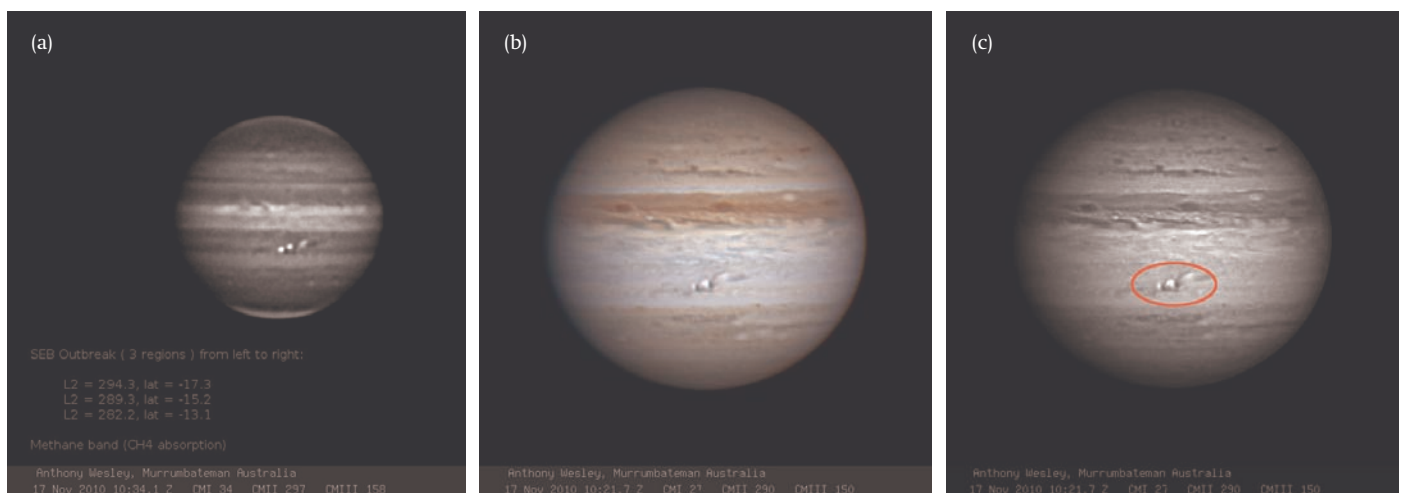 (a)
SEB Outbreak ( 3 regions ) from left to right:
L2 = 294.3, lat = -17.3
L2 = 289.3, lat = -15.2
L2 = 282.2, lat = -13.1
Methane band (CH4 absorption)
Anthony Wesley, Murrumbateman Australia
17 Nov 2010 10:34.1 Z CMI 34 CMII 297 CMIII 158
(b)
Anthony Wesley, Murrumbateman Australia
17 Nov 2010 10:21.7 Z CMI 27 CMII 290 CMIII 150
(c)
Anthony Wesley, Murrumbateman Australia
17 Nov 2010 10:21.7 Z CMI 27 CMII 290 CMIII 150